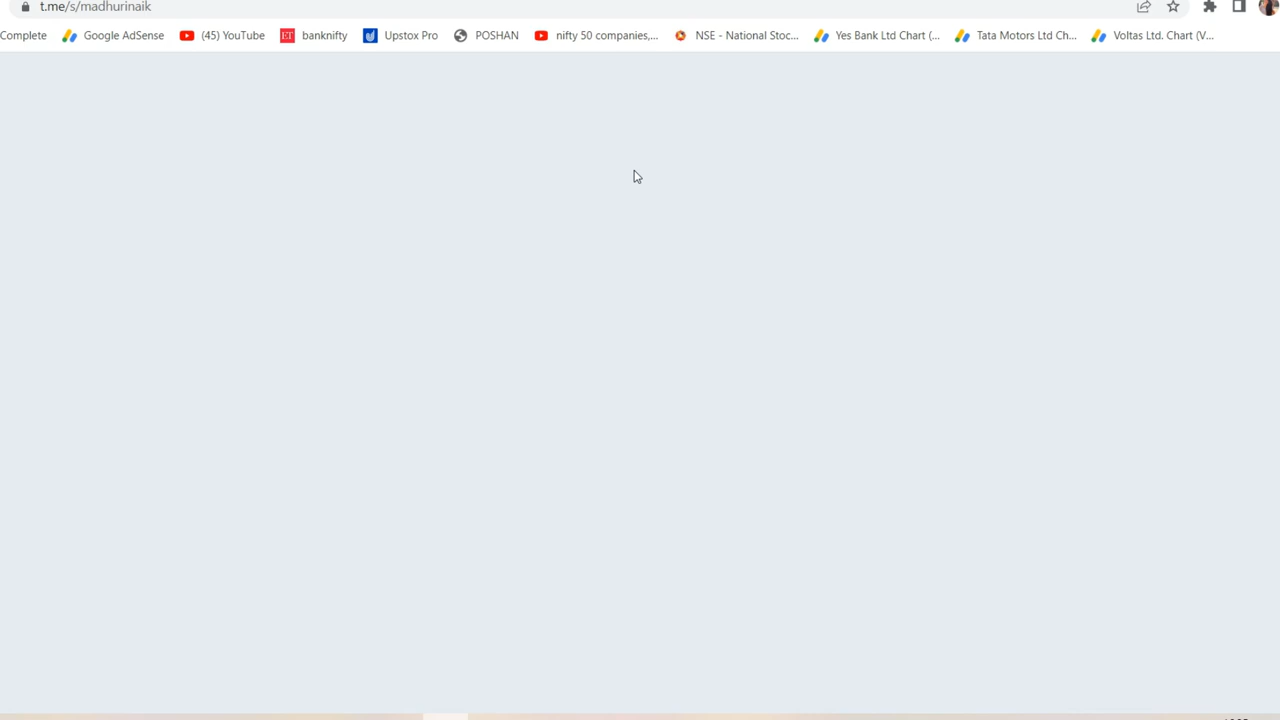 t.me/s/madhurinaik
Complete Google AdSense (45) YouTube banknifty Upstox Pro POSHAN nifty 50 companies,... NSE - National Stoc... Yes Bank Ltd Chart (... Tata Motors Ltd Ch... Voltas Ltd. Chart (V...